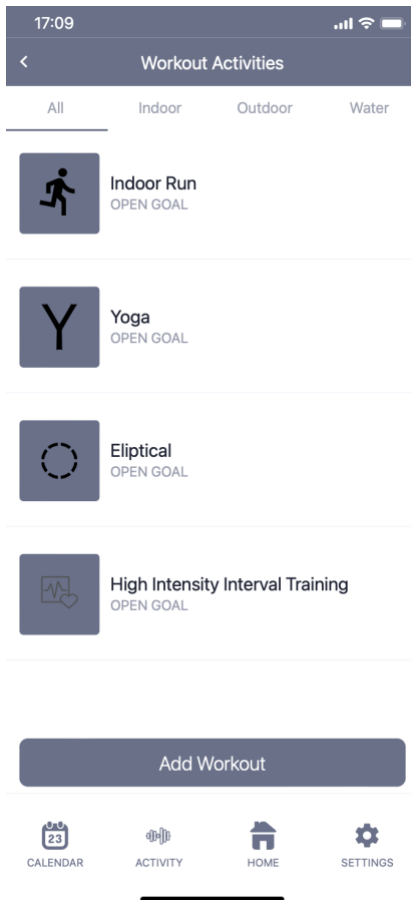 17:09
Workout Activities
All Indoor Outdoor Water
Indoor Run
OPEN GOAL
Y
Yoga
OPEN GOAL
Eliptical
OPEN GOAL
High Intensity Interval Training
OPEN GOAL
Add Workout
23
CALENDAR ACTIVITY HOME SETTINGS